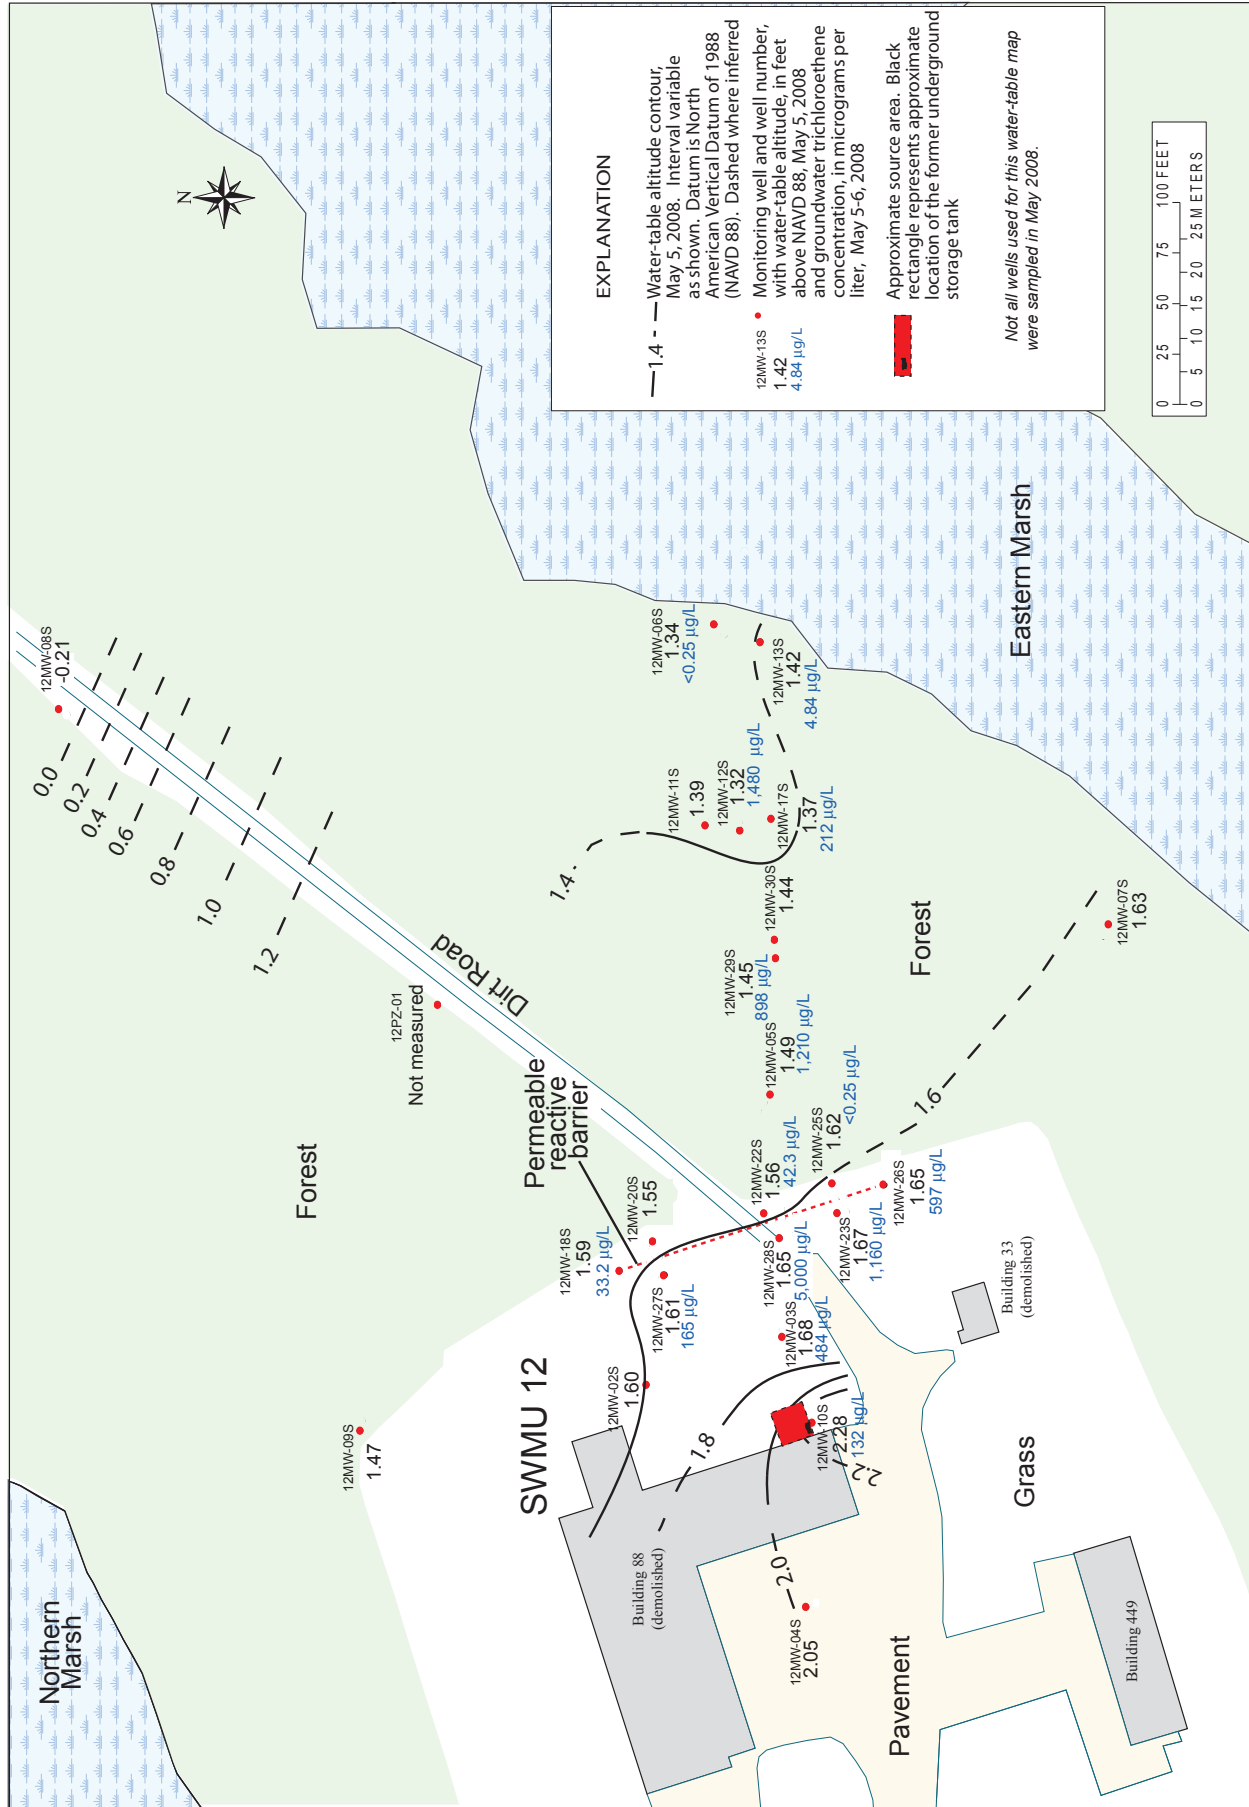 Northern
Marsh
12MW-09S
1.47
Forest
12PZ-01
Not measured
12MW-08S
-0.21
0.0
0.2
0.4
0.6
0.8
1.0
1.2
1.4
Dirt Road
Permeable
reactive
barrier
SWMU 12
12MW-18S
1.59
33.2 µg/L
12MW-20S
1.55
12MW-02S
1.60
12MW-27S
1.61
165 µg/L
12MW-22S
1.56
42.3 µg/L
12MW-28S
1.65
5,000 µg/L
12MW-03S
1.68
484 µg/L
12MW-10S
2.28
132 µg/L
12MW-25S
1.62
<0.25 µg/L
12MW-23S
1.67
1,160 µg/L
12MW-26S
1.65
597 µg/L
12MW-05S
1.49
1,210 µg/L
12MW-29S
1.45
898 µg/L
12MW-30S
1.44
12MW-11S
1.39
12MW-12S
1.32
1,480 µg/L
12MW-17S
1.37
212 µg/L
12MW-06S
1.34
<0.25 µg/L
12MW-13S
1.42
4.84 µg/L
12MW-07S
1.63
12MW-04S
2.05
1.6
1.8
2.0
2.2
Building 88
(demolished)
Building 33
(demolished)
Building 449
Pavement
Grass
Forest
Eastern Marsh
N
EXPLANATION
1.4
Water-table altitude contour,
May 5, 2008. Interval variable
as shown. Datum is North
American Vertical Datum of 1988
(NAVD 88). Dashed where inferred
12MW-13S
1.42
4.84 µg/L
Monitoring well and well number,
with water-table altitude, in feet
above NAVD 88, May 5, 2008
and groundwater trichloroethene
concentration, in micrograms per
liter, May 5-6, 2008
Approximate source area. Black
rectangle represents approximate
location of the former underground
storage tank
Not all wells used for this water-table map
were sampled in May 2008.
0 25 50 75 100 FEET
0 5 10 15 20 25 METERS